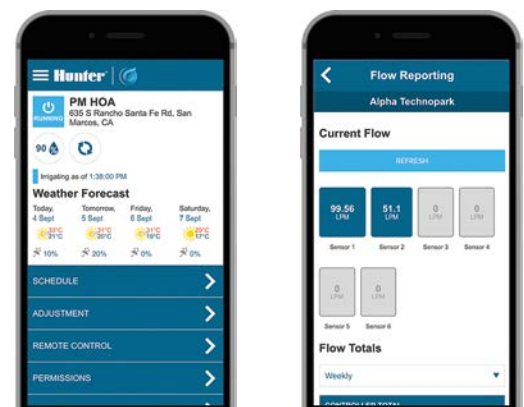 Hunter
RUNNING
PM HOA
635 S Rancho Santa Fe Rd, San
Marcos, CA
90
Irrigating as of 1:38:00 PM
Weather Forecast
Today, Tomorrow, Friday, Saturday,
4 Sept 5 Sept 6 Sept 7 Sept
21°C 20°C 19°C 17°C
10% 20% 0% 0%
SCHEDULE
ADJUSTMENT
REMOTE CONTROL
PERMISSIONS
Flow Reporting
Alpha Technopark
Current Flow
REFRESH
99.56 51.1 0 0
LPM LPM LPM LPM
Sensor 1 Sensor 2 Sensor 3 Sensor 4
0 0
LPM LPM
Sensor 5 Sensor 6
Flow Totals
Weekly
CONTROLLER TOTAL